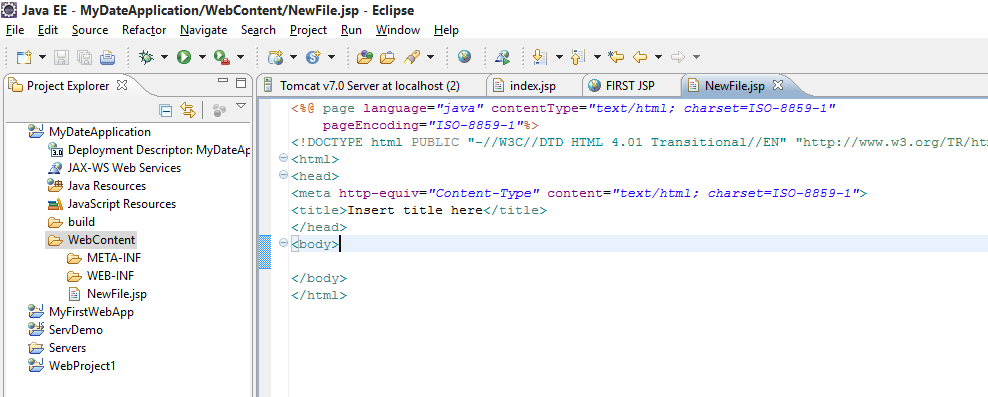 Java EE - MyDateApplication/WebContent/NewFile.jsp - Eclipse
File Edit Source Refactor Navigate Search Project Run Window Help
Project Explorer
Tomcat v7.0 Server at localhost (2) index.jsp FIRST JSP NewFile.jsp
MyDateApplication
3.0 Deployment Descriptor: MyDateAp
JAX-WS Web Services
Java Resources
JavaScript Resources
build
WebContent
META-INF
WEB-INF
NewFile.jsp
MyFirstWebApp
ServDemo
Servers
WebProject1
<%@ page language="java" contentType="text/html; charset=ISO-8859-1"
pageEncoding="ISO-8859-1"%>
<!DOCTYPE html PUBLIC "-//W3C//DTD HTML 4.01 Transitional//EN" "http://www.w3.org/TR/htm
<html>
<head>
<meta http-equiv="Content-Type" content="text/html; charset=ISO-8859-1">
<title>Insert title here</title>
</head>
<body>
</body>
</html>